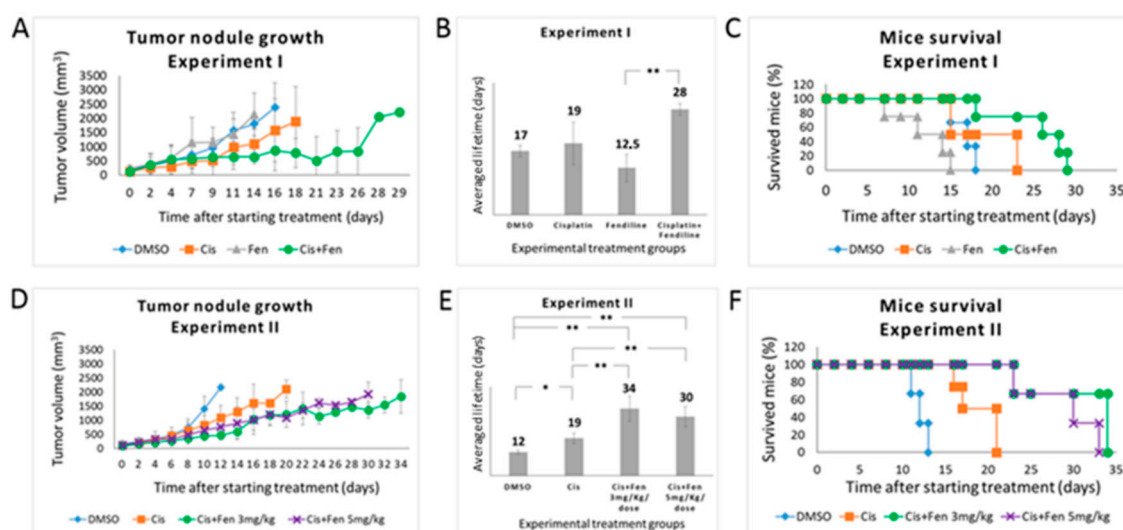 A
Tumor nodule growth
Experiment I
Tumor volume (mm³)
3500
3000
2500
2000
1500
1000
500
0
0 2 4 7 9 11 14 16 18 21 23 26 28 29
Time after starting treatment (days)
DMSO Cis Fen Cis+Fen
B
Experiment I
Averaged lifetime (days)
**
17
19
12.5
28
DMSO Cisplatin Fendiline Cisplatin+
Fendiline
Experimental treatment groups
C
Mice survival
Experiment I
Survived mice (%)
120
100
80
60
40
20
0
0 5 10 15 20 25 30 35
Time after starting treatment (days)
DMSO Cis Fen Cis+Fen
D
Tumor nodule growth
Experiment II
Tumor volume (mm³)
3500
3000
2500
2000
1500
1000
500
0
0 2 4 6 8 10 12 14 16 18 20 22 24 26 28 30 32 34
Time after starting treatment (days)
DMSO Cis Cis+Fen 3mg/kg Cis+Fen 5mg/kg
E
Experiment II
Averaged lifetime (days)
**
**
**
**
*
12
19
34
30
DMSO Cis Cis+Fen Cis+Fen
3mg/Kg/ 5mg/Kg/
dose dose
Experimental treatment groups
F
Mice survival
Experiment II
Survived mice (%)
120
100
80
60
40
20
0
0 5 10 15 20 25 30 35
Time after starting treatment (days)
DMSO Cis Cis+Fen 3mg/kg Cis+Fen 5mg/kg